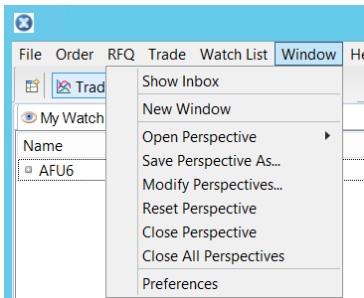 File Order RFQ Trade Watch List Window
Trad
Show Inbox
My Watch
New Window
Name
Open Perspective
AFU6
Save Perspective As...
Modify Perspectives...
Reset Perspective
Close Perspective
Close All Perspectives
Preferences